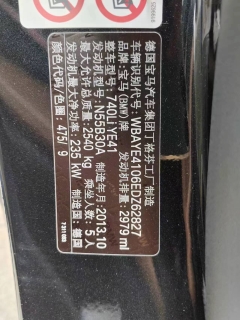 德国宝马汽车集团丁格芬工厂制造
车辆识别代号: WBAYE4106EDZ62827
品牌: 宝马 (BMW) 牌
整车型号: 740Li YE41
发动机排量: 2979 ml
发动机型号: N55B30A 制造年月: 2013.10
最大允许总质量: 2540 kg 乘坐人数: 5人
发动机最大净功率: 235 kW 制造国: 德国
颜色代码/色圈: 475/ 9